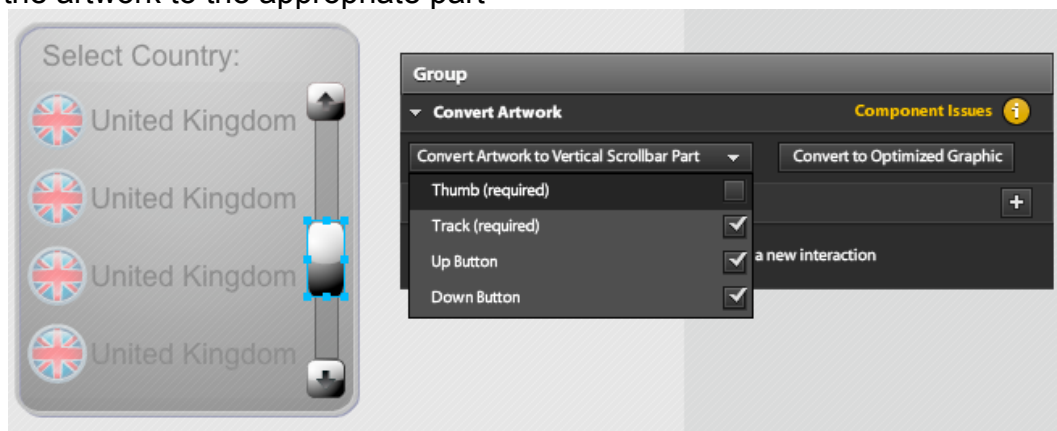 the artwork to the appropriate part
Select Country:
United Kingdom
United Kingdom
United Kingdom
United Kingdom
Group
Convert Artwork
Component Issues
Convert Artwork to Vertical Scrollbar Part
Convert to Optimized Graphic
Thumb (required)
Track (required)
Up Button
a new interaction
Down Button